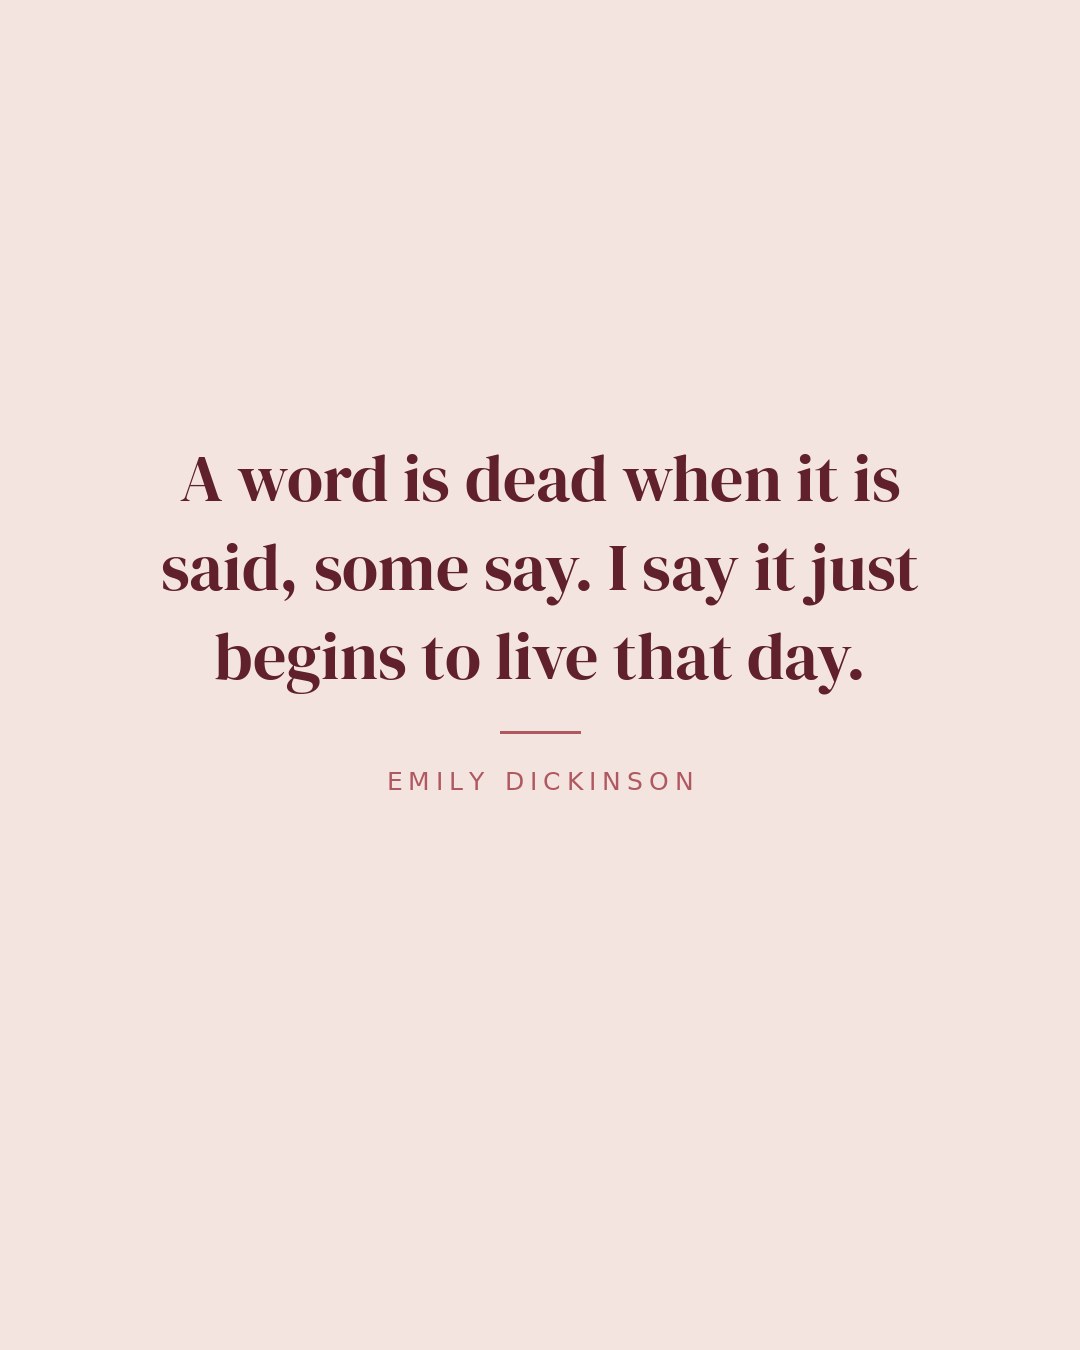 A word is dead when it is
said, some say. I say it just
begins to live that day.
EMILY DICKINSON